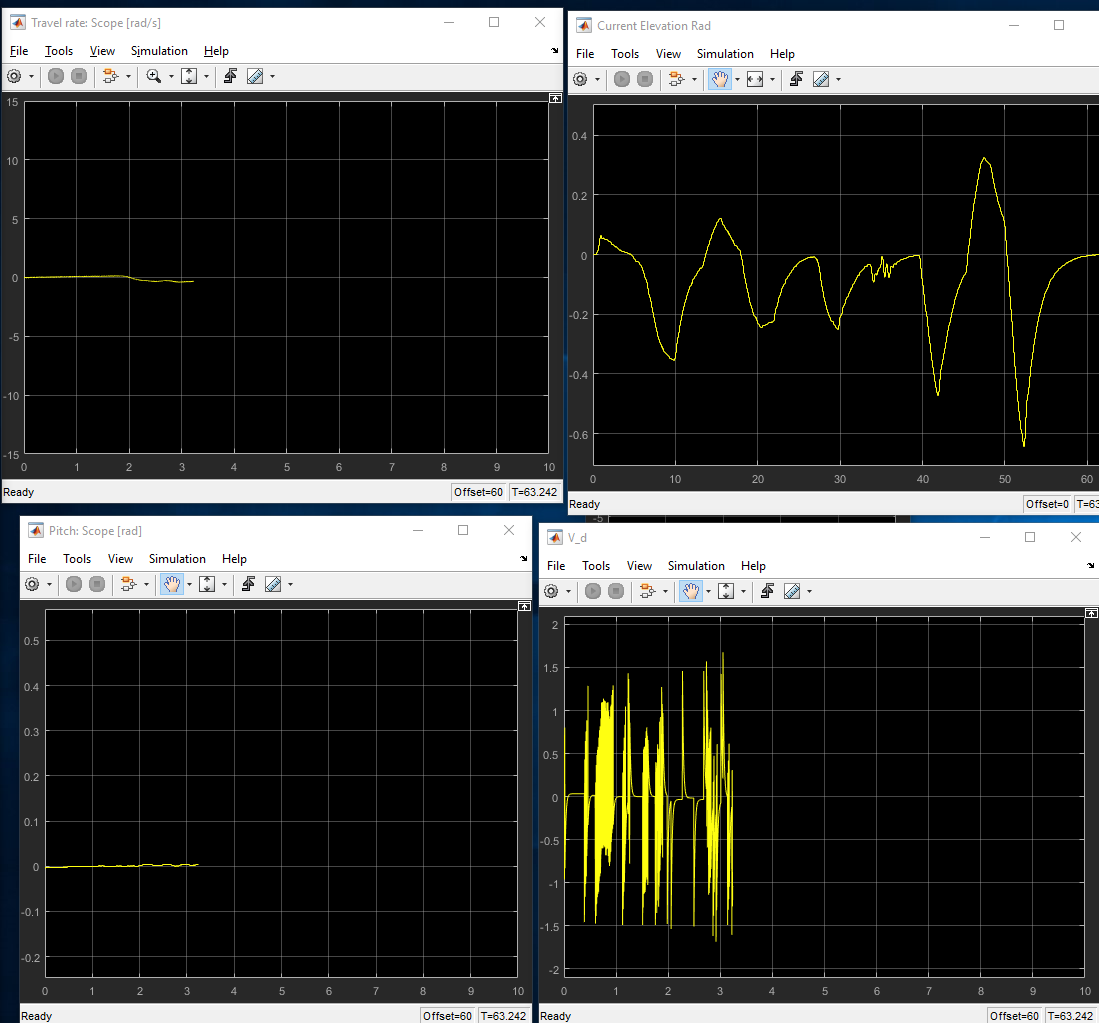 Travel rate: Scope [rad/s]
File Tools View Simulation Help
15
10
5
0
-5
-10
-15
0 1 2 3 4 5 6 7 8 9 10
Ready Offset=60 T=63.242
Current Elevation Rad
File Tools View Simulation Help
0.4
0.2
0
-0.2
-0.4
-0.6
0 10 20 30 40 50 60
Ready Offset=0 T=63
-5
Pitch: Scope [rad]
File Tools View Simulation Help
0.5
0.4
0.3
0.2
0.1
0
-0.1
-0.2
0 1 2 3 4 5 6 7 8 9 10
Ready Offset=60 T=63.242
V_d
File Tools View Simulation Help
2
1.5
1
0.5
0
-0.5
-1
-1.5
-2
0 1 2 3 4 5 6 7 8 9 10
Ready Offset=60 T=63.242